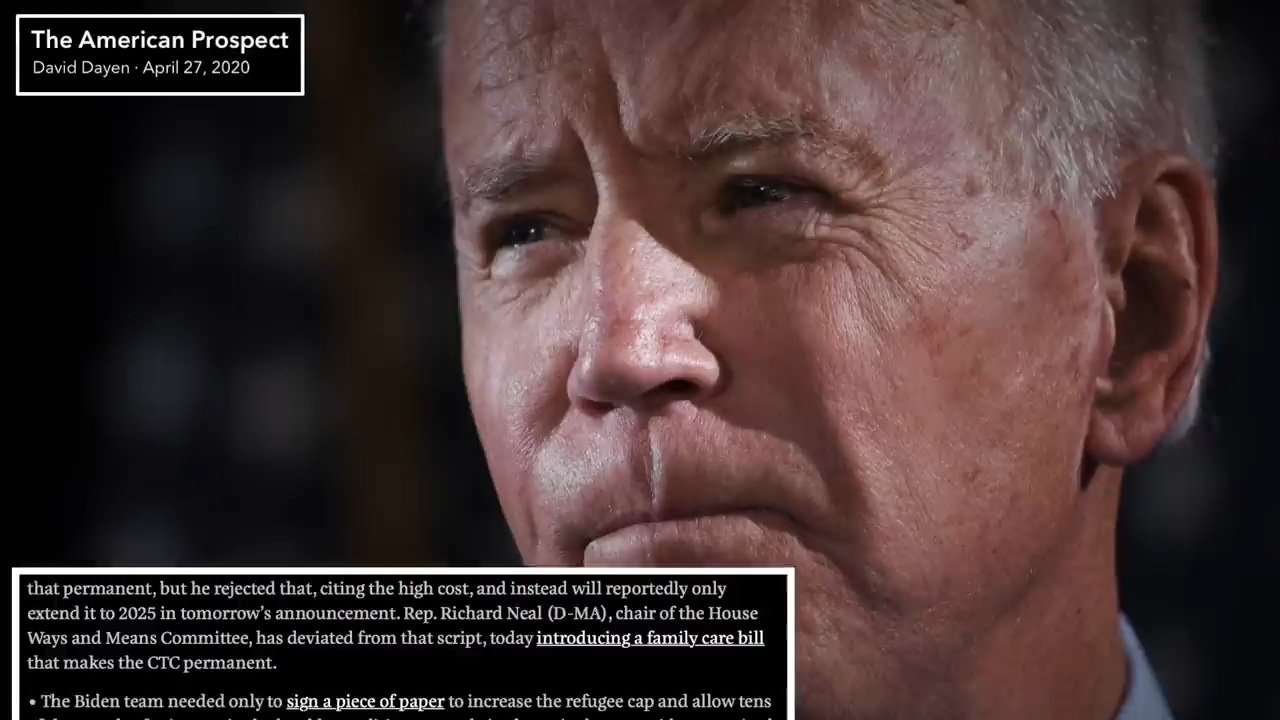 The American Prospect
David Dayen · April 27, 2020
that permanent, but he rejected that, citing the high cost, and instead will reportedly only
extend it to 2025 in tomorrow's announcement. Rep. Richard Neal (D-MA), chair of the House
Ways and Means Committee, has deviated from that script, today introducing a family care bill
that makes the CTC permanent.
• The Biden team needed only to sign a piece of paper to increase the refugee cap and allow tens